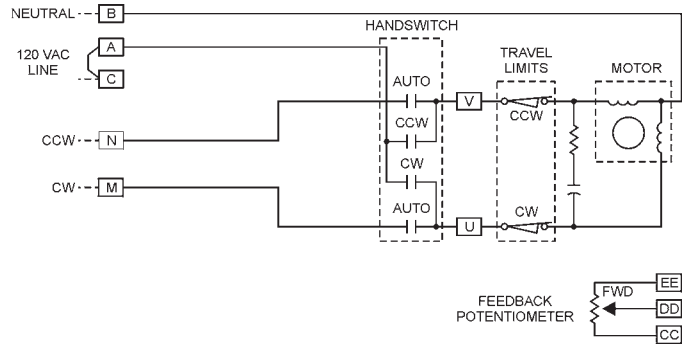 NEUTRAL B
HANDSWITCH
120 VAC
LINE
A
C
TRAVEL
LIMITS
MOTOR
AUTO
V
CCW
CCW
CCW N
CW
CW M
AUTO
CW
U
FEEDBACK
POTENTIOMETER
FWD
EE
DD
CC